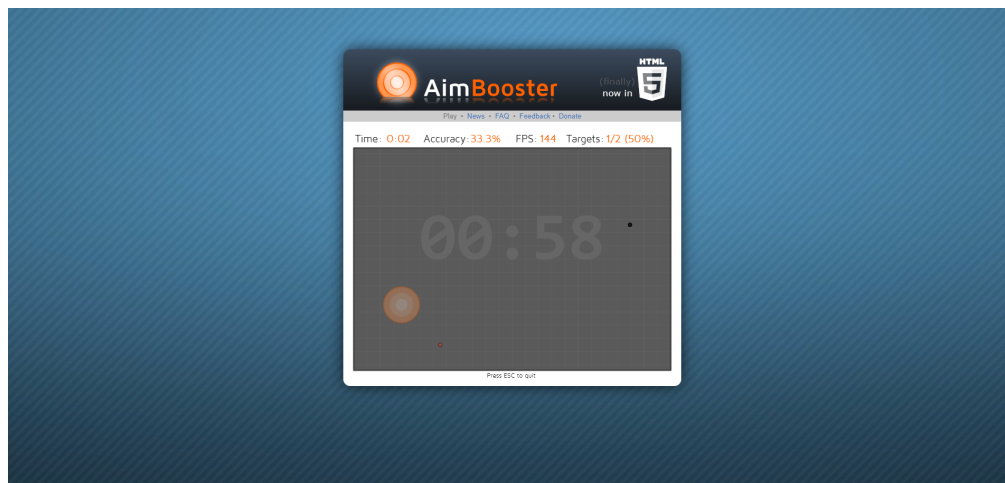 HTML
AimBooster
(finally)
now in
5
Play • News • FAQ • Feedback • Donate
Time: 0:02 Accuracy: 33.3% FPS: 144 Targets: 1/2 (50%)
00:58
Press ESC to quit